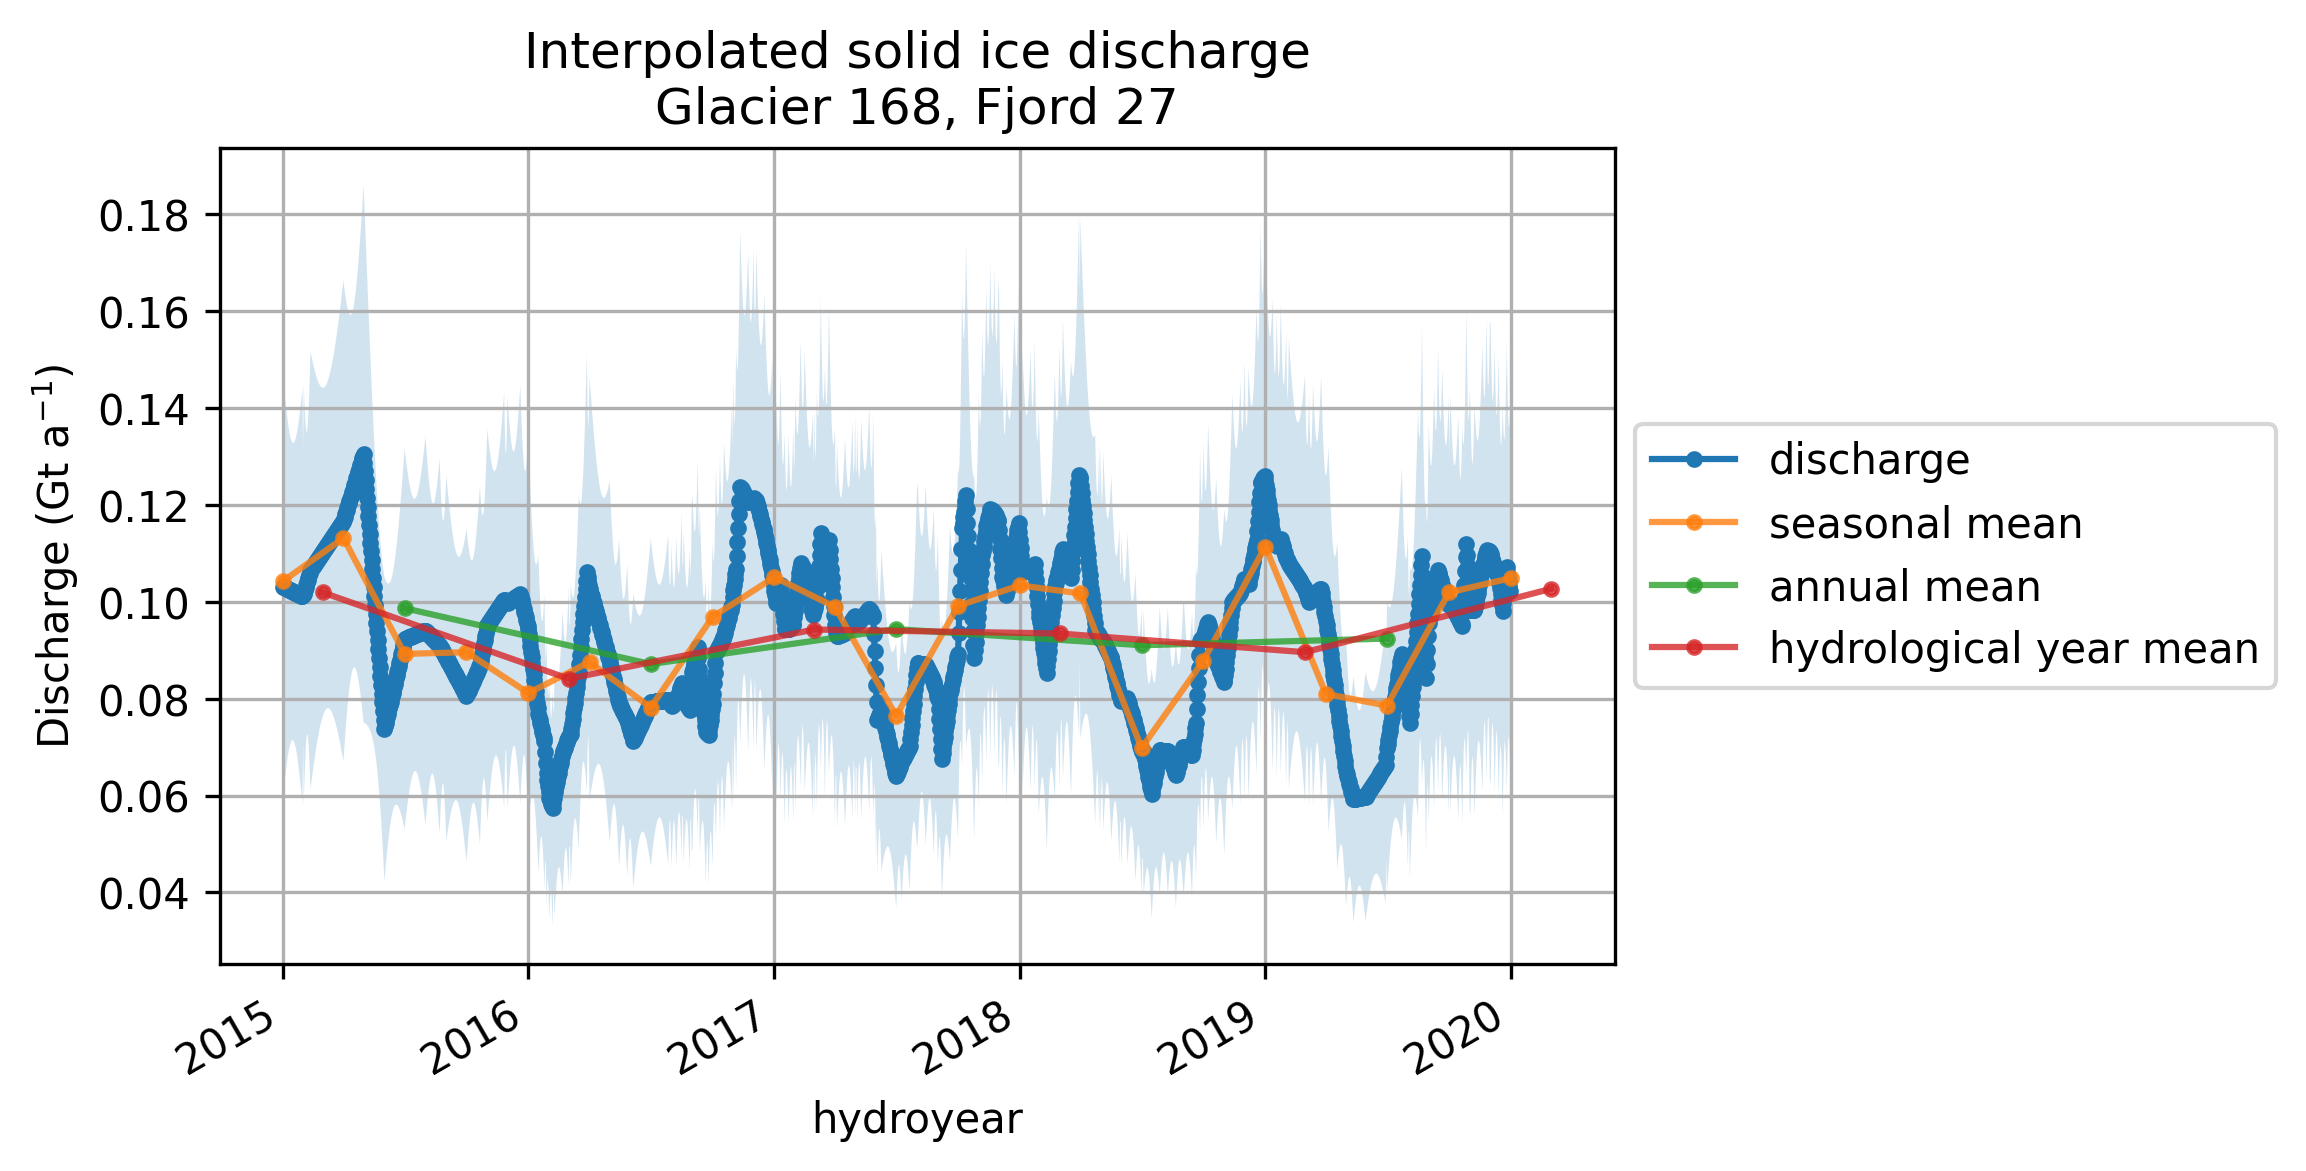 Interpolated solid ice discharge
Glacier 168, Fjord 27
Discharge (Gt a⁻¹)
0.18
0.16
0.14
0.12
0.10
0.08
0.06
0.04
2015
2016
2017
2018
2019
2020
hydroyear
discharge
seasonal mean
annual mean
hydrological year mean